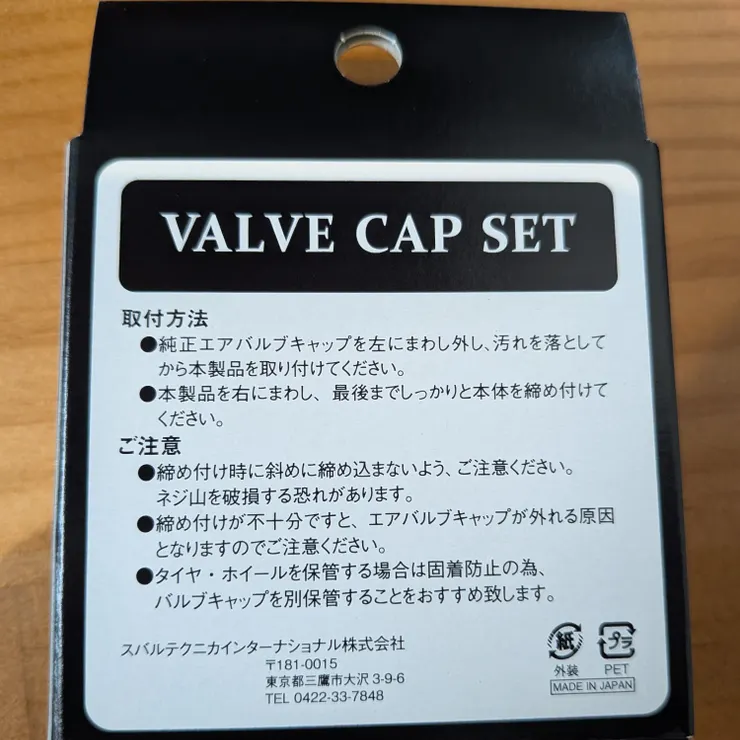 VALVE CAP SET
取付方法
●純正エアバルブキャップを左にまわし外し、汚れを落として
から本製品を取り付けてください。
●本製品を右にまわし、最後までしっかりと本体を締め付けて
ください。
ご注意
●締め付け時に斜めに締め込まないよう、ご注意ください。
ネジ山を破損する恐れがあります。
●締め付けが不十分ですと、エアバルブキャップが外れる原因
となりますのでご注意ください。
●タイヤ・ホイールを保管する場合は固着防止の為、
バルブキャップを別保管することをおすすめ致します。
スバルテクニカインターナショナル株式会社
〒181-0015
東京都三鷹市大沢3-9-6
TEL 0422-33-7848
紙 プラ
外装 PET
MADE IN JAPAN